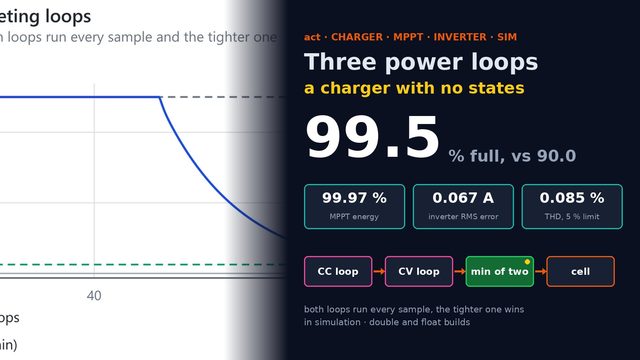 eting loops
loops run every sample and the tighter one
40
ops
in)
act · CHARGER · MPPT · INVERTER · SIM
Three power loops
a charger with no states
99.5 % full, vs 90.0
99.97 %
MPPT energy
0.067 A
inverter RMS error
0.085 %
THD, 5 % limit
CC loop
CV loop
min of two
cell
both loops run every sample, the tighter one wins
in simulation · double and float builds